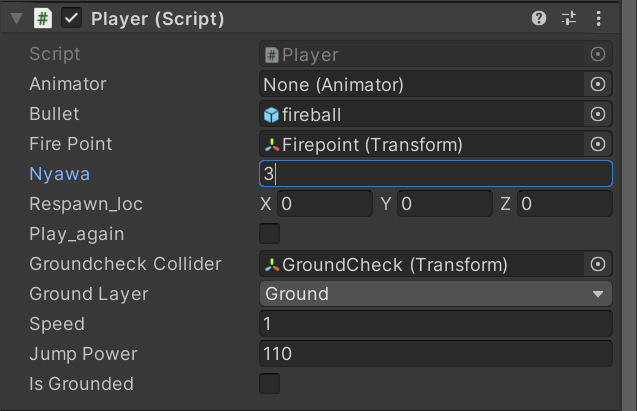 # Player (Script)
Script # Player
Animator None (Animator)
Bullet fireball
Fire Point Firepoint (Transform)
Nyawa 3
Respawn_loc X 0 Y 0 Z 0
Play_again
Groundcheck Collider GroundCheck (Transform)
Ground Layer Ground
Speed 1
Jump Power 110
Is Grounded